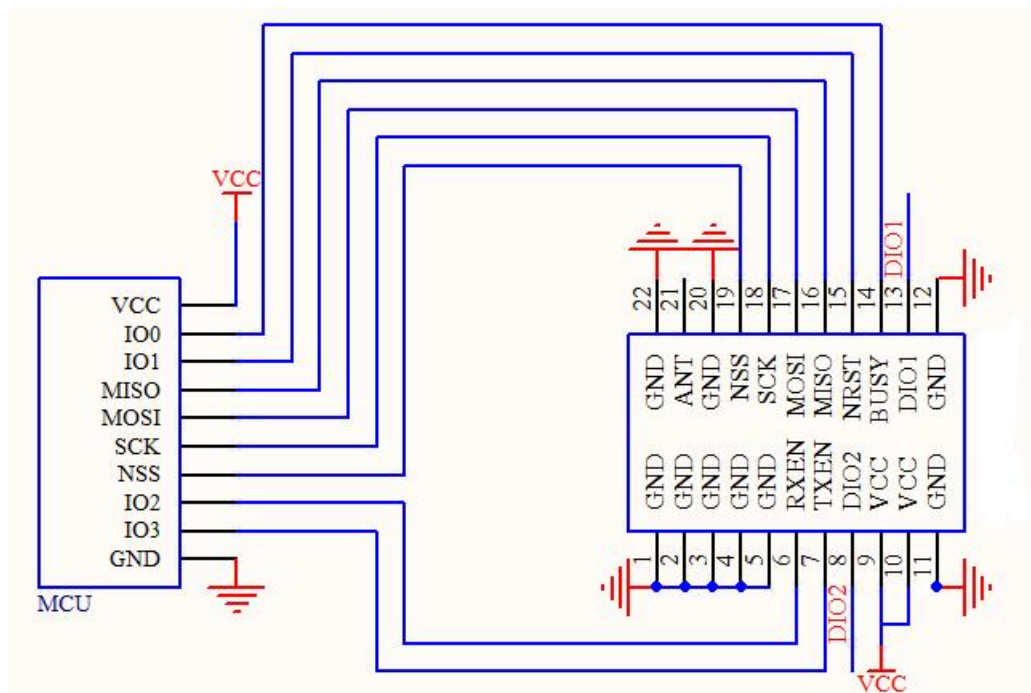 VCC
VCC
IO0
IO1
MISO
MOSI
SCK
NSS
IO2
IO3
GND
MCU
DIO1
22
21
20
19
18
17
16
15
14
13
12
GND
ANT
GND
NSS
SCK
MOSI
MISO
NRST
BUSY
DIO1
GND
GND
GND
GND
GND
GND
RXEN
TXEN
DIO2
VCC
VCC
GND
1
2
3
4
5
6
7
8
9
10
11
DIO2
VCC